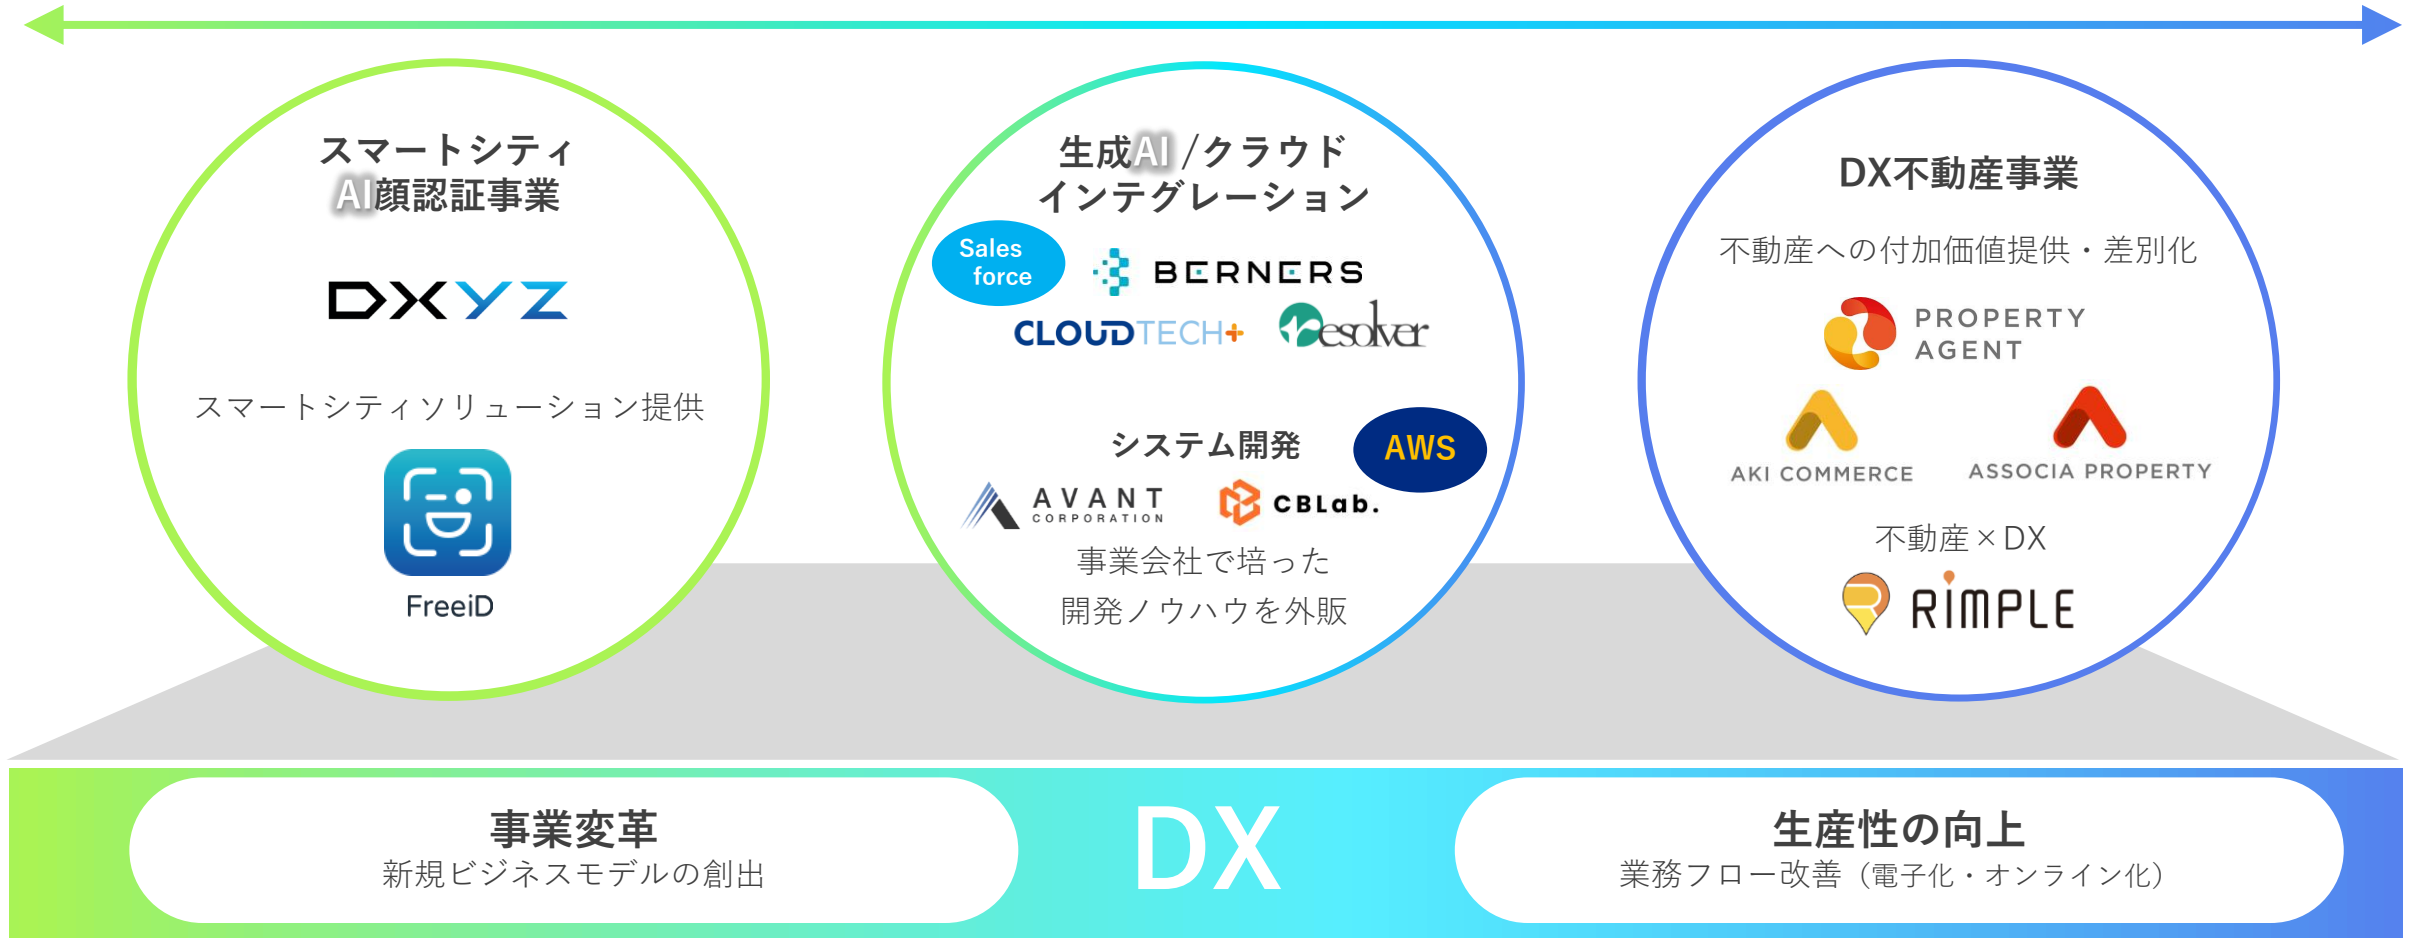 スマートシティ
AI顔認証事業
DXYZ
スマートシティソリューション提供
FreeiD
生成AI/クラウド
インテグレーション
Sales
force
BERNERS
CLOUDTECH+
resolver
システム開発
AWS
AVANT
CORPORATION
CBLab.
事業会社で培った
開発ノウハウを外販
DX不動産事業
不動産への付加価値提供・差別化
PROPERTY
AGENT
AKI COMMERCE
ASSOCIA PROPERTY
不動産×DX
RIMPLE
事業変革
新規ビジネスモデルの創出
DX
生産性の向上
業務フロー改善（電子化・オンライン化）